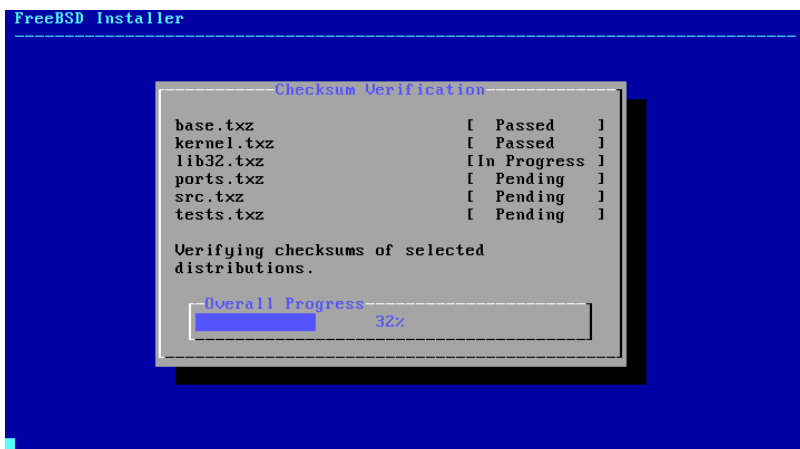 FreeBSD Installer
Checksum Verification
base.txz [ Passed ]
kernel.txz [ Passed ]
lib32.txz [In Progress ]
ports.txz [ Pending ]
src.txz [ Pending ]
tests.txz [ Pending ]
Verifying checksums of selected
distributions.
Overall Progress
32%